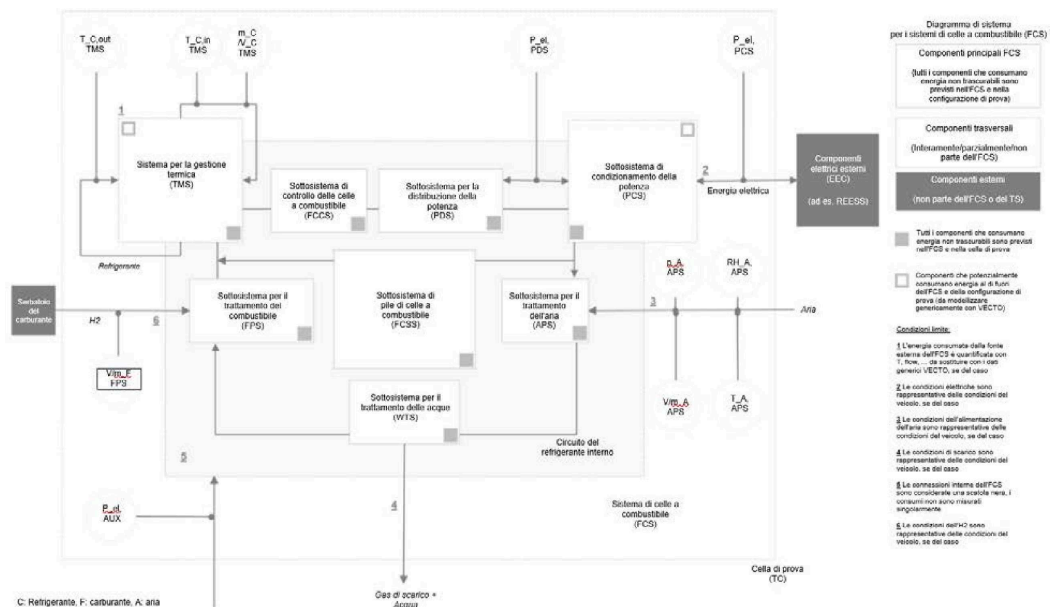 T_C,out
TMS
T_C,in
TMS
m_C
/V_C
TMS
P_el,
PDS
P_el,
PCS
Diagramma di sistema
per i sistemi di celle a combustibile (FCS)
Componenti principali FCS
(tutti i componenti che consumano
energia non trascurabili sono
previsti nell'FCS e nella
configurazione di prova)
Componenti trasversali
(Interamente/parzialmente/non
parte dell'FCS)
Componenti esterni
(non parte dell'FCS o del TS)
Tutti i componenti che consumano
energia non trascurabili sono previsti
nell'FCS e nella cella di prova
Componenti che potenzialmente
consumano energia al di fuori
dell'FCS e della configurazione di
prova (da modellizzare
genericamente con VECTO)
Condizioni limite:
1 L'energia consumata dalla fonte
esterna dell'FCS è quantificata con
T, flow, ... da sostituire con i dati
generici VECTO, se del caso
2 Le condizioni elettriche sono
rappresentative delle condizioni del
veicolo, se del caso
3 Le condizioni dell'alimentazione
dell'aria sono rappresentative delle
condizioni del veicolo, se del caso
4 Le condizioni di scarico sono
rappresentative delle condizioni del
veicolo, se del caso
5 Le connessioni interne dell'FCS
sono considerate una scatola nera, i
consumi non sono misurati
singolarmente
6 Le condizioni dell'H2 sono
rappresentative delle condizioni del
veicolo, se del caso
1
Sistema per la gestione
termica
(TMS)
Sottosistema di
controllo delle celle
a combustibile
(FCCS)
Sottosistema per la
distribuzione della
potenza
(PDS)
Sottosistema di
condizionamento della
potenza
(PCS)
2
Energia elettrica
Componenti
elettrici esterni
(EEC)
(ad es. REESS)
Refrigerante
Serbatoio
del
carburante
H2
6
V/m_F
FPS
Sottosistema per il
trattamento del
combustibile
(FPS)
Sottosistema di
pile di celle a
combustibile
(FCSS)
Sottosistema per il
trattamento
dell'aria
(APS)
p_A,
APS
RH_A,
APS
3
Aria
V/m_A
APS
T_A,
APS
Sottosistema per il
trattamento delle acque
(WTS)
Circuito del
refrigerante interno
5
4
P_el,
AUX
Sistema di celle a
combustibile
(FCS)
Cella di prova
(TC)
Gas di scarico +
Acqua
C: Refrigerante, F: carburante, A: aria